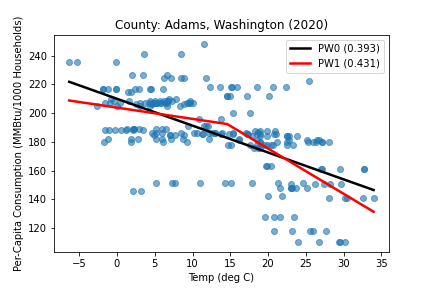 County: Adams, Washington (2020)
PW0 (0.393)
PW1 (0.431)
Per-Capita Consumption (MMBtu/1000 Households)
240
220
200
180
160
140
120
−5 0 5 10 15 20 25 30 35
Temp (deg C)